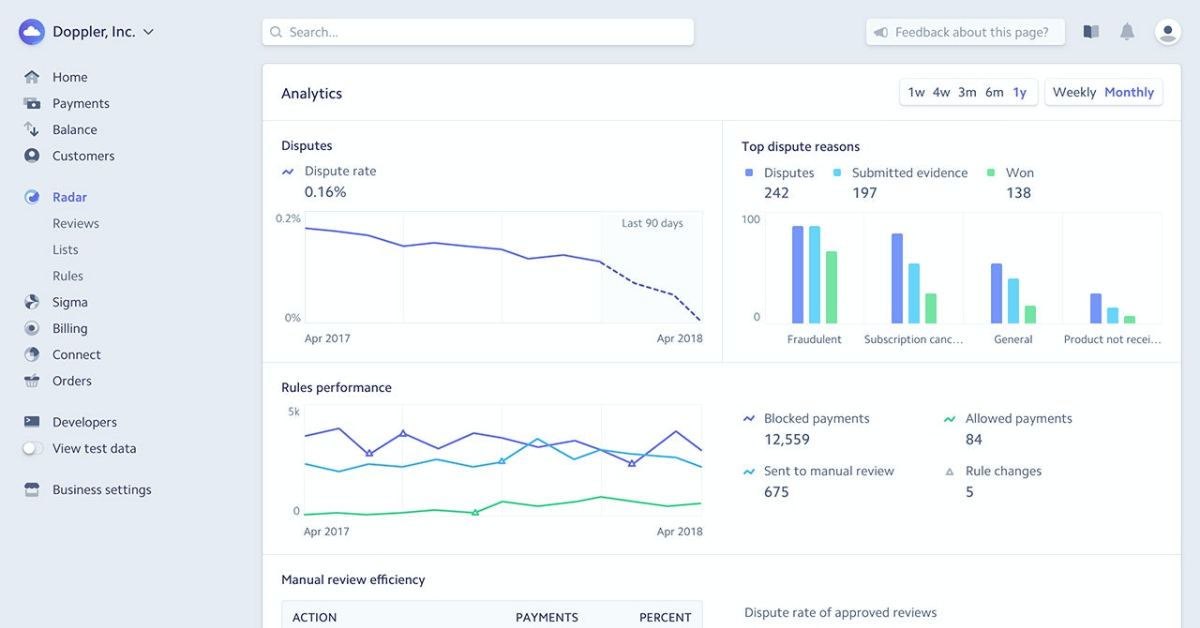 Doppler, Inc.
Search...
Feedback about this page?
Home
Payments
Balance
Customers
Radar
Reviews
Lists
Rules
Sigma
Billing
Connect
Orders
Developers
View test data
Business settings
Analytics
1w 4w 3m 6m 1y
Weekly Monthly
Disputes
Dispute rate
0.16%
0.2%
Last 90 days
0%
Apr 2017 Apr 2018
Top dispute reasons
Disputes Submitted evidence Won
242 197 138
100
0
Fraudulent Subscription canc... General Product not recei...
Rules performance
5k
0
Apr 2017 Apr 2018
Blocked payments Allowed payments
12,559 84
Sent to manual review Rule changes
675 5
Manual review efficiency
ACTION PAYMENTS PERCENT
Dispute rate of approved reviews